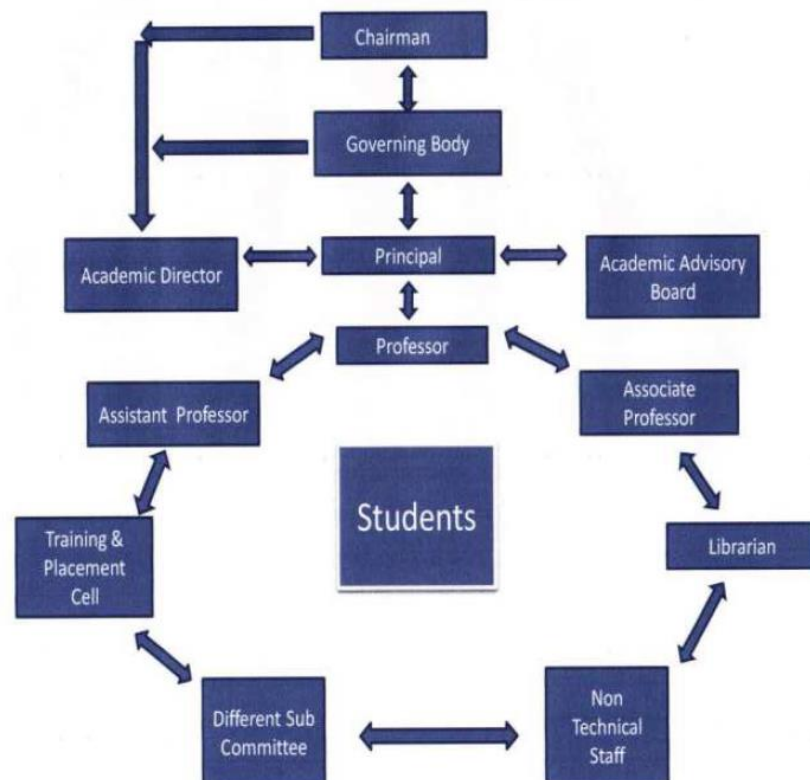 Chairman
Governing Body
Academic Director
Principal
Academic Advisory
Board
Professor
Assistant Professor
Associate
Professor
Students
Training &
Placement
Cell
Librarian
Different Sub
Committee
Non
Technical
Staff